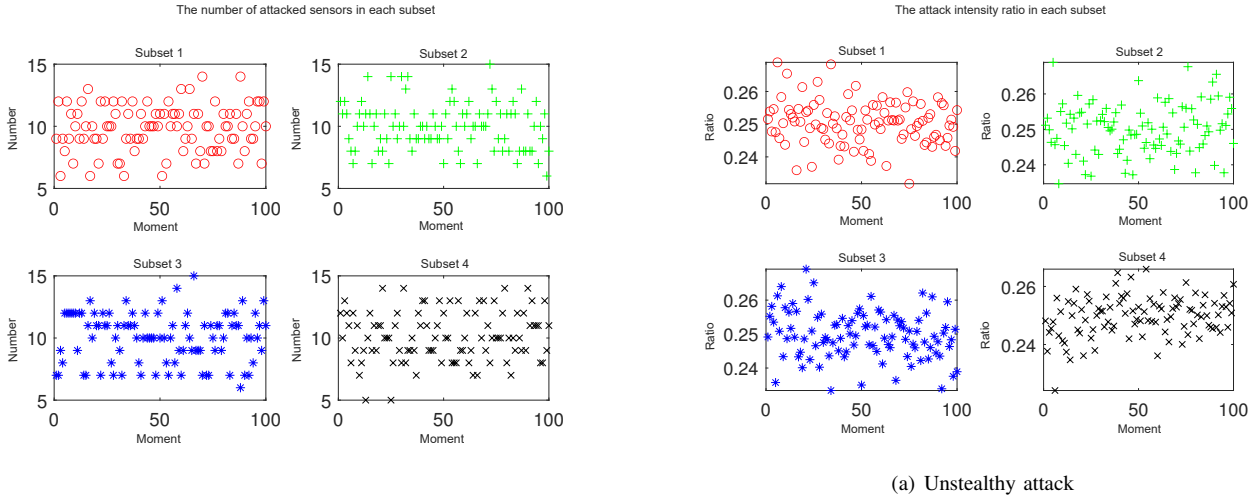 The number of attacked sensors in each subset
Subset 1
15
10
5
Number
0
50
100
Moment
Subset 2
15
10
5
0
50
100
Moment
Subset 3
15
10
5
Number
0
50
100
Moment
Subset 4
15
10
5
Number
0
50
100
Moment
The attack intensity ratio in each subset
Subset 1
0.26
0.25
0.24
Ratio
0
50
100
Moment
Subset 2
0.26
0.25
0.24
Ratio
0
50
100
Moment
Subset 3
0.26
0.25
0.24
Ratio
0
50
100
Moment
Subset 4
0.26
0.24
Ratio
0
50
100
Moment
(a) Unstealthy attack